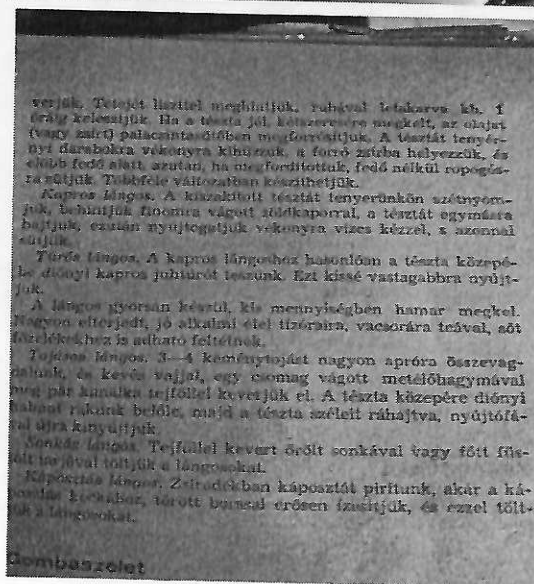 verjük. Tetejét liszttel meghintjük, ruhával letakarva kb. 1
óráig kelesztjük. Ha a tészta jól, kétszeresére megkelt, az olajat
(vagy zsírt) palacsintasütőben megforrósítjuk. A tésztát tenyér-
nyi darabokra vékonyra kihúzzuk, a forró zsírba helyezzük, és
előbb fedő alatt, azután, ha megfordítottuk, fedő nélkül ropogós-
ra sütjük. Többféle változatban készíthetjük.
Kapros lángos. A kiszakított tésztát tenyerünkön szétnyom-
juk, behintjük finomra vágott zöldkaporral, a tésztát egymásra
hajtjuk, ezután nyújtogatjuk vékonyra vizes kézzel, s azonnal
sütjük.
Túrós lángos. A kapros lángoshoz hasonlóan a tészta közepé-
be diónyi kapros juhtúrót teszünk. Ezt kissé vastagabbra nyújt-
juk.
A lángos gyorsan készül, kis mennyiségben hamar megkel.
Nagyon elterjedt, jó alkalmi étel tízóraira, vacsorára teával, sőt
főzelékekhez is adható feltétnek.
Tojásos lángos. 3—4 keménytojást nagyon apróra összevag-
dalunk, és kevés vajjal, egy csomag vágott metélőhagymával
meg pár kanálka tejföllel keverjük el. A tészta közepére diónyi
habant rakunk belőle, majd a tészta széleit ráhajtva, nyújtófá-
val újra kinyújtjuk.
Sonkás lángos. Tejföllel kevert őrölt sonkával vagy főtt füs-
tölt tarjával töltjük a lángosokat.
Káposztás lángos. Zsiradékban káposztát pirítunk, akár a ká-
posztás kockához, törött borssal erősen ízesítjük, és ezzel tölt-
jük a lángosokat.
Gombaszelet